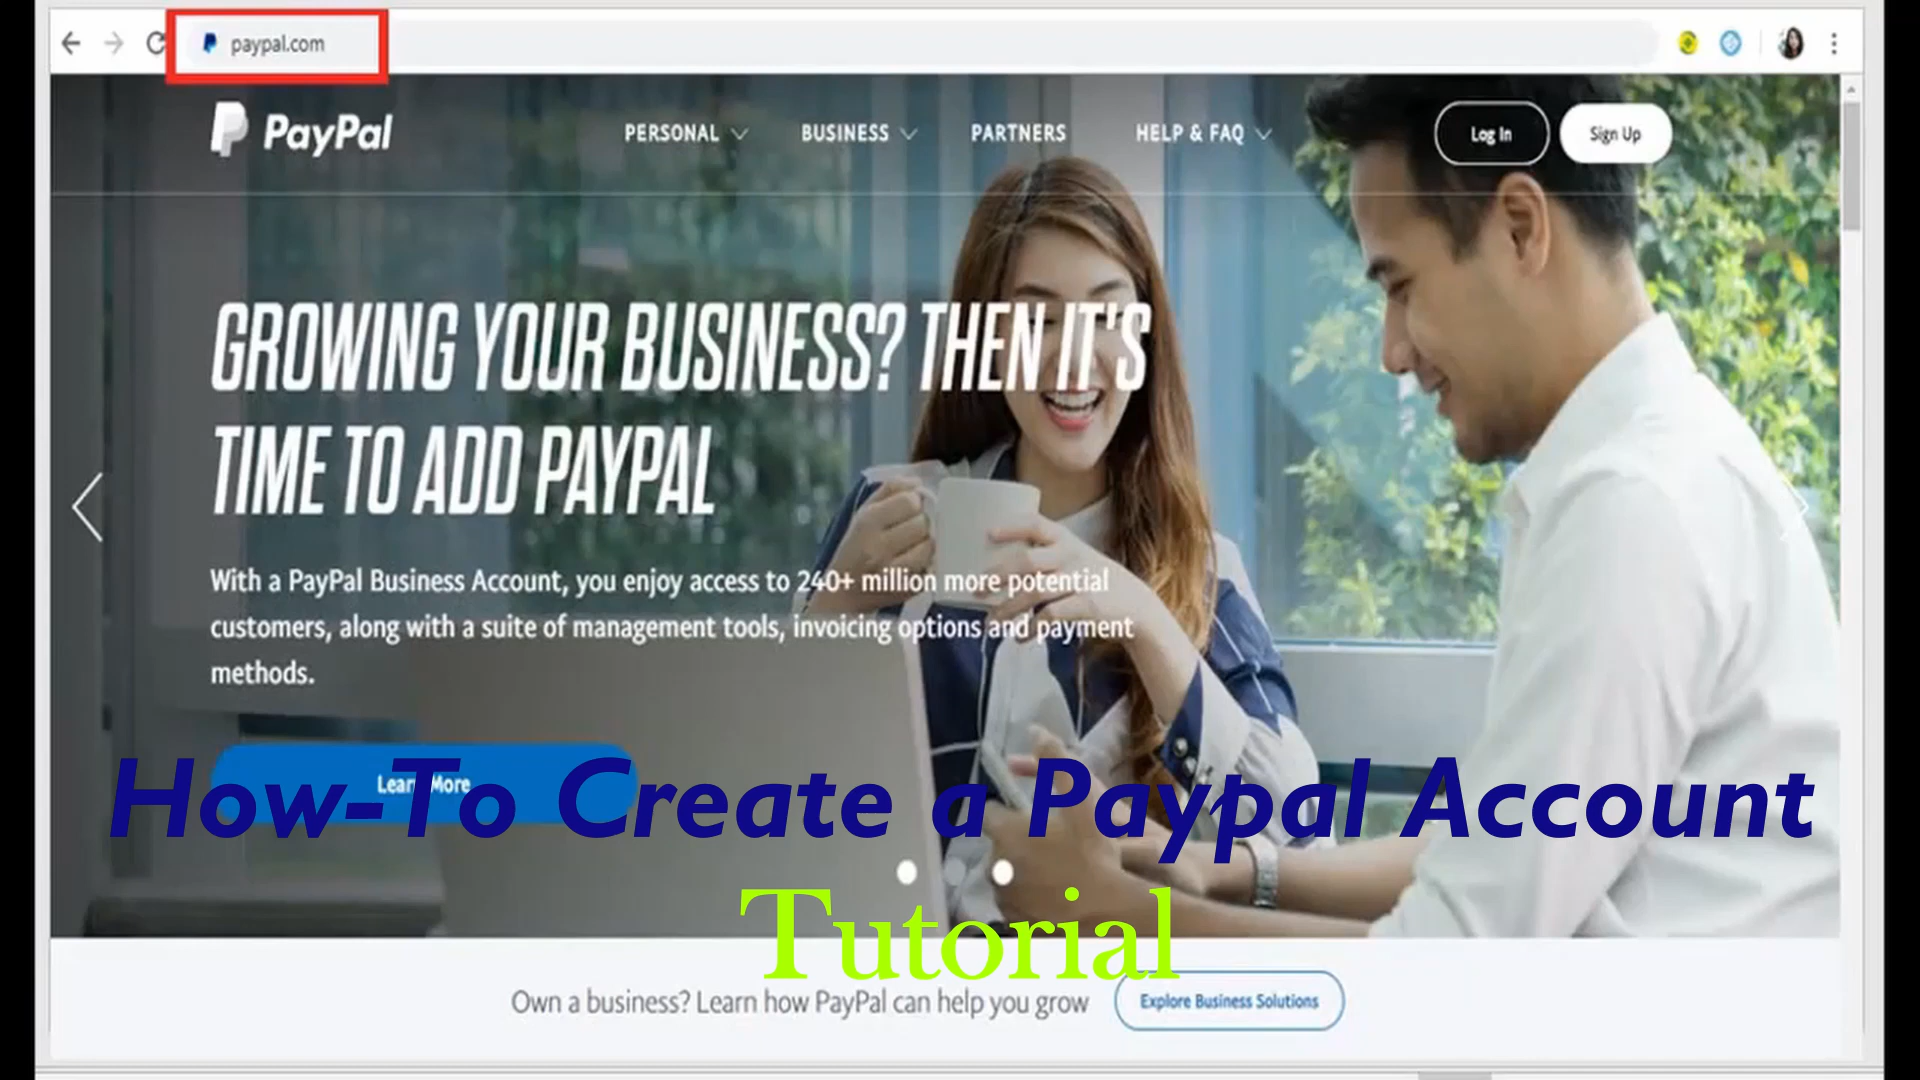 paypal.com
PayPal
PERSONAL
BUSINESS
PARTNERS
HELP & FAQ
Log In
Sign Up
GROWING YOUR BUSINESS? THEN IT'S
TIME TO ADD PAYPAL
With a PayPal Business Account, you enjoy access to 240+ million more potential
customers, along with a suite of management tools, invoicing options and payment
methods.
Learn More
How-To Create a Paypal Account
Tutorial
Own a business? Learn how PayPal can help you grow
Explore Business Solutions